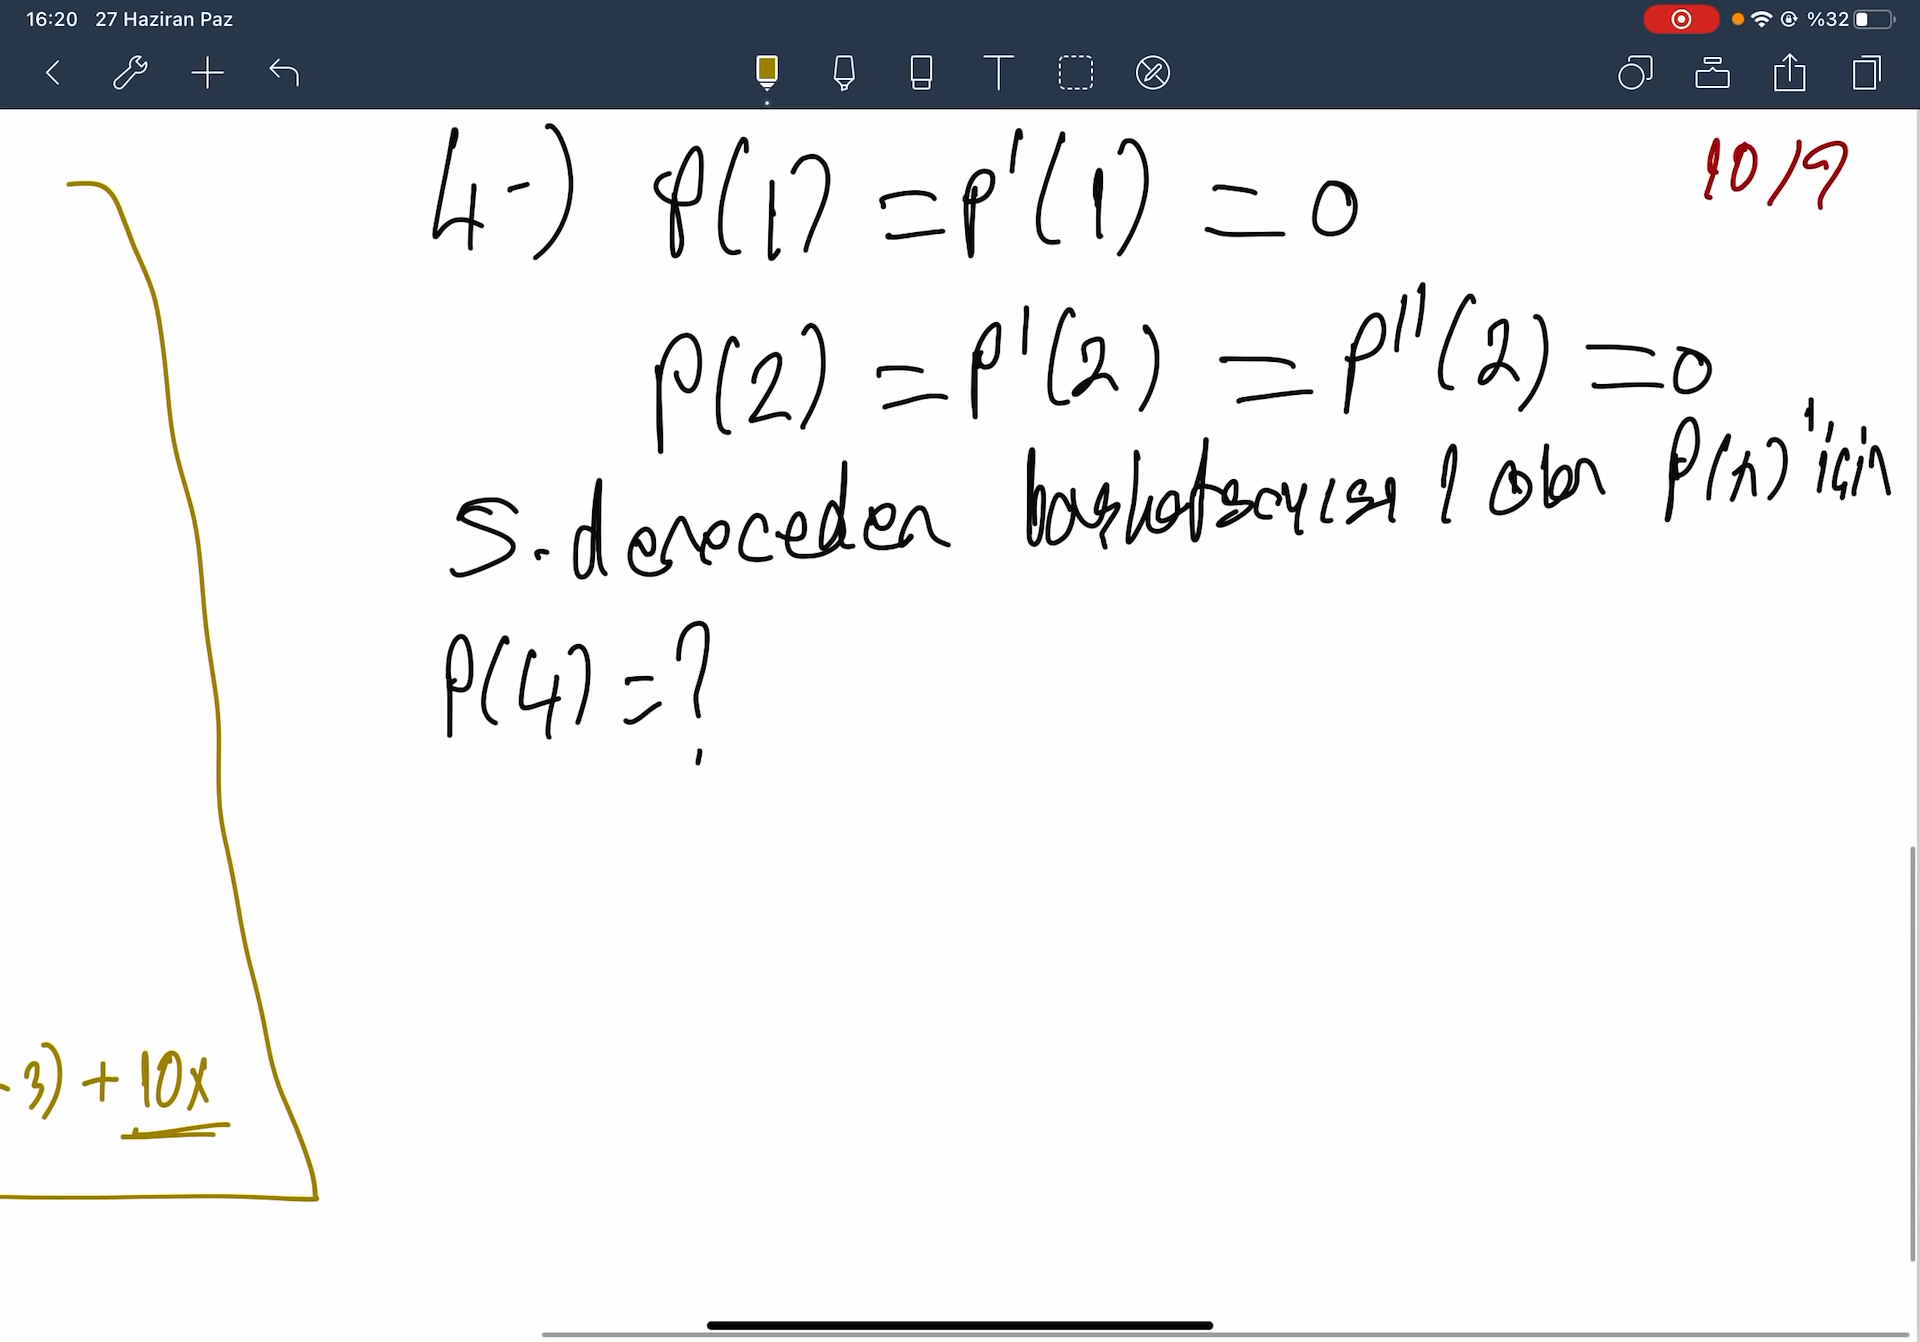 16:20 27 Haziran Paz %32
T
4-) P(1) = P'(1) = 0 10/9
P(2) = P'(2) = P''(2) = 0
5. dereceden başkatsayısı 1 olan P(x)'için
P(4) = ?
- 3) + 10x